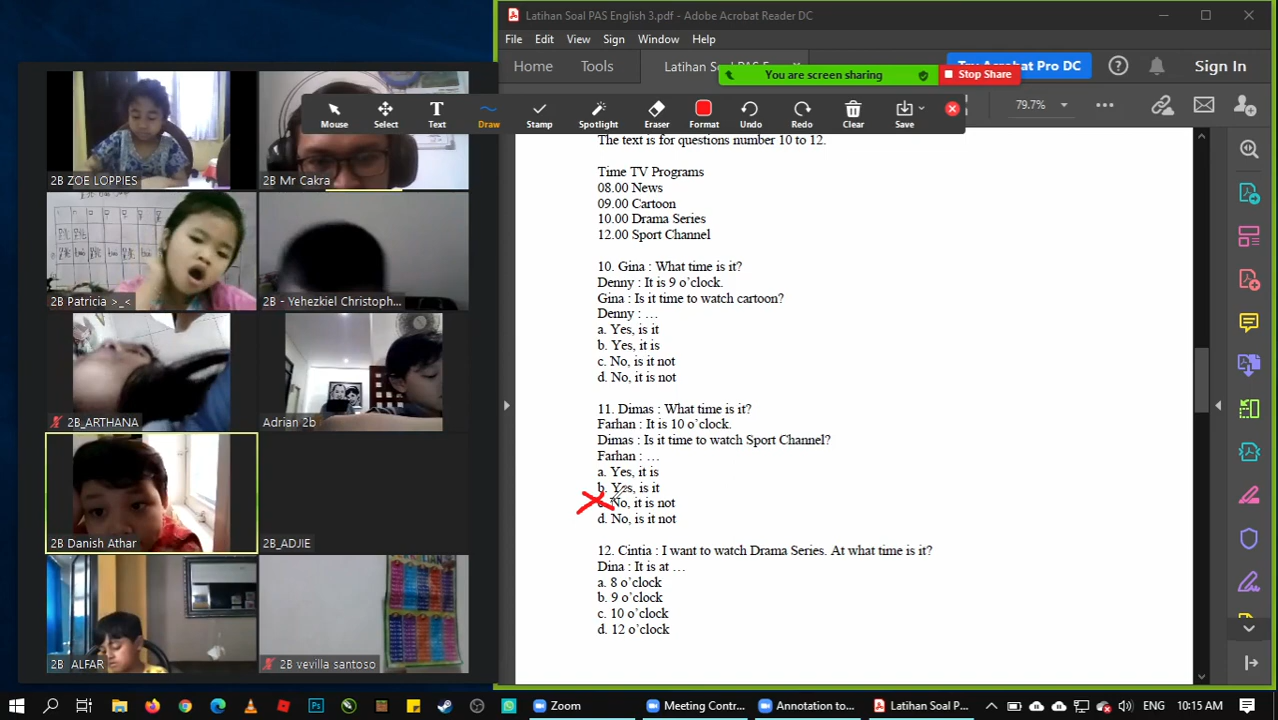 Latihan Soal PAS English 3.pdf - Adobe Acrobat Reader DC
File Edit View Sign Window Help
Home Tools Sign In
You are screen sharing Stop Share
Mouse Select Text Draw Stamp Spotlight Eraser Format Undo Redo Clear Save
79.7%
The text is for questions number 10 to 12.
Time TV Programs
08.00 News
09.00 Cartoon
10.00 Drama Series
12.00 Sport Channel
10. Gina : What time is it?
Denny : It is 9 o'clock.
Gina : Is it time to watch cartoon?
Denny : …
a. Yes, is it
b. Yes, it is
c. No, is it not
d. No, it is not
11. Dimas : What time is it?
Farhan : It is 10 o'clock.
Dimas : Is it time to watch Sport Channel?
Farhan : …
a. Yes, it is
b. Yes, is it
No, it is not
d. No, is it not
12. Cintia : I want to watch Drama Series. At what time is it?
Dina : It is at …
a. 8 o'clock
b. 9 o'clock
c. 10 o'clock
d. 12 o'clock
2B ZOE LOPPIES
2B Mr Cakra
2B Patricia >_<
2B - Yehezkiel Christoph...
2B_ARTHANA
Adrian 2b
2B Danish Athar
2B_ADJIE
2B ALFAR
2B vevilla santoso
Zoom
Meeting Contr...
Annotation to...
Latihan Soal P...
ENG
10:15 AM